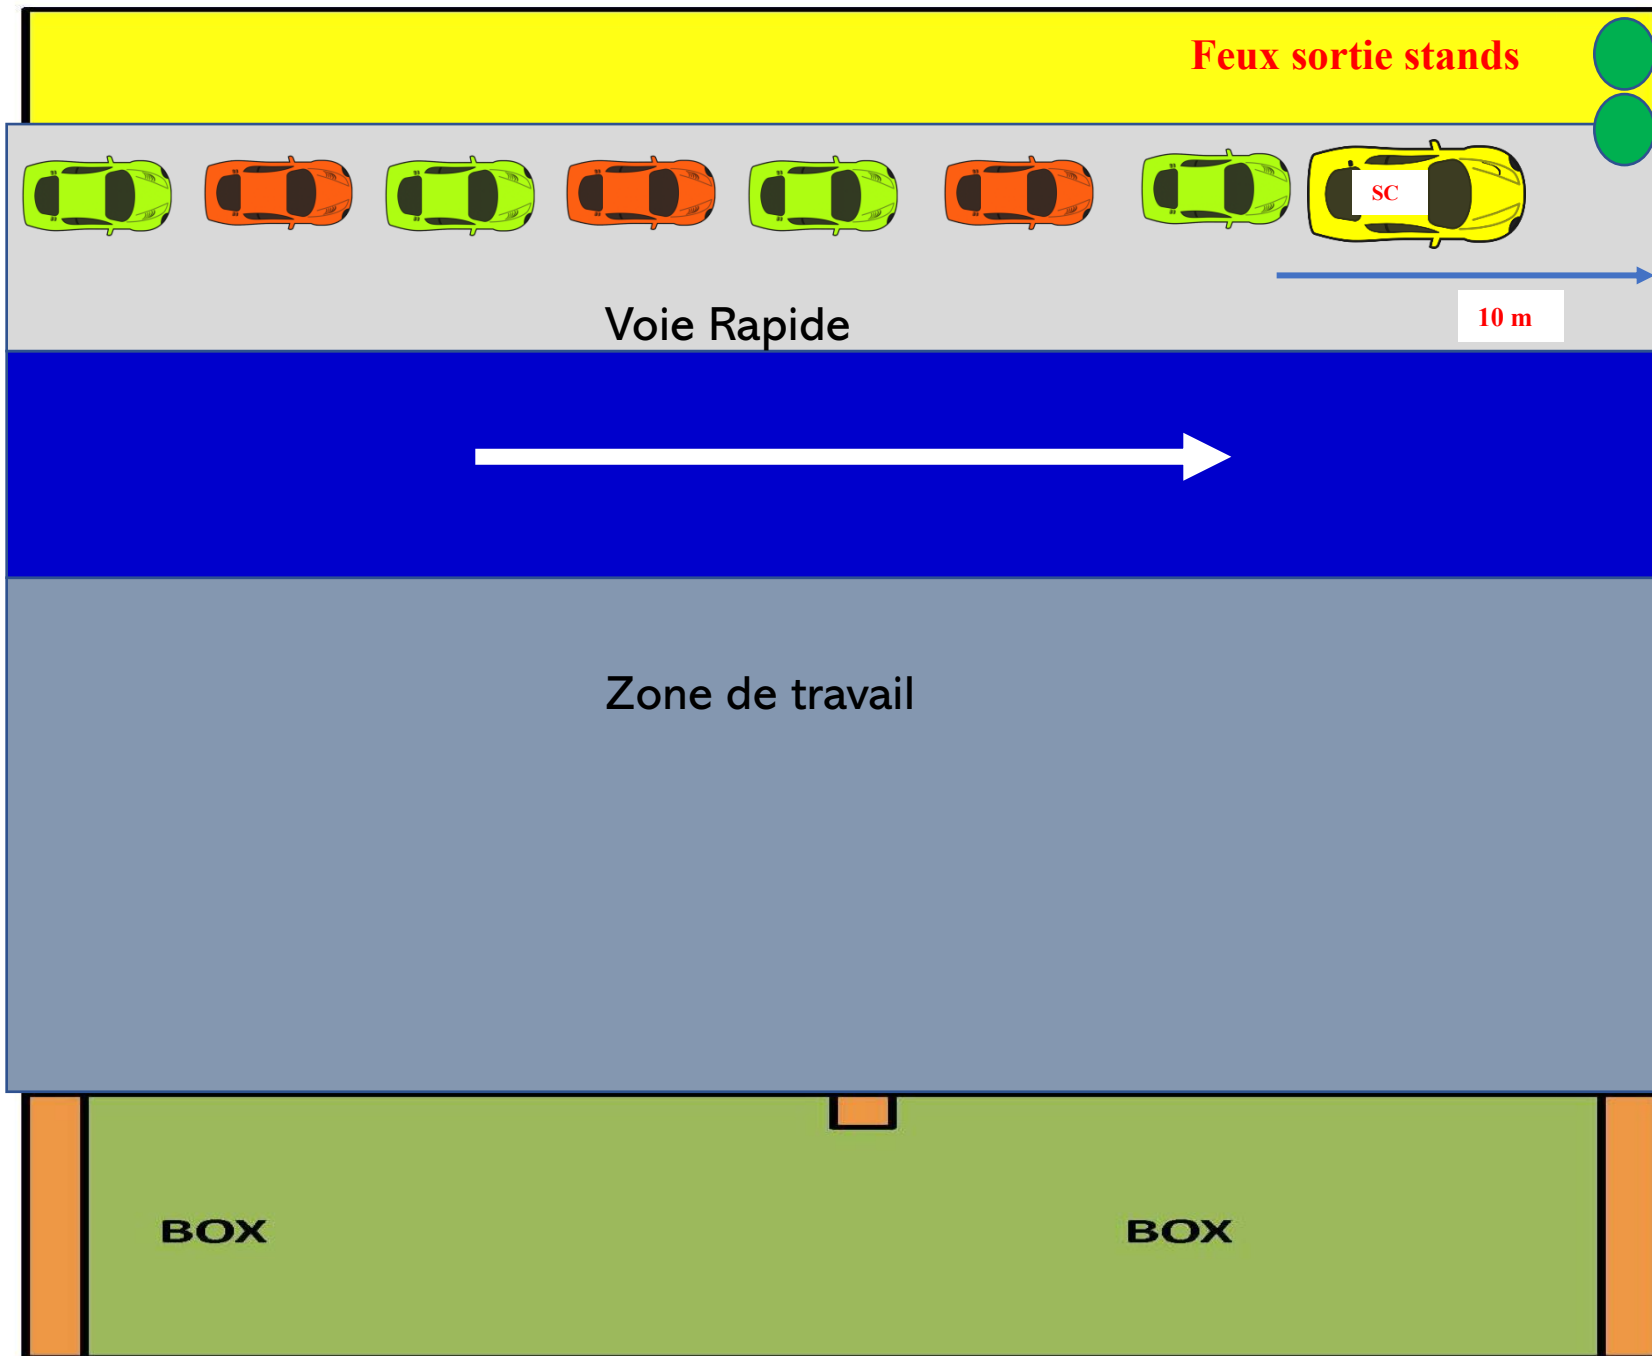 Feux sortie stands
SC
10 m
Voie Rapide
Zone de travail
BOX
BOX